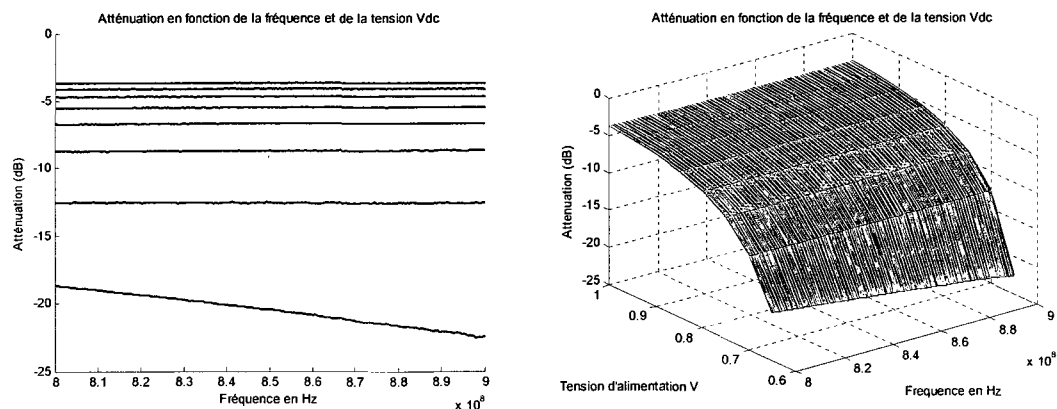 Atténuation en fonction de la fréquence et de la tension Vdc
0
-5
-10
-15
-20
-25
Atténuation (dB)
8 8.1 8.2 8.3 8.4 8.5 8.6 8.7 8.8 8.9 9
Fréquence en Hz
x 10^8
Atténuation en fonction de la fréquence et de la tension Vdc
0
-5
-10
-15
-20
-25
Attenuation (dB)
1 0.9 0.8 0.7 0.6
Tension d'alimentation V
8 8.2 8.4 8.6 8.8 9
x 10^8
Frequence en Hz